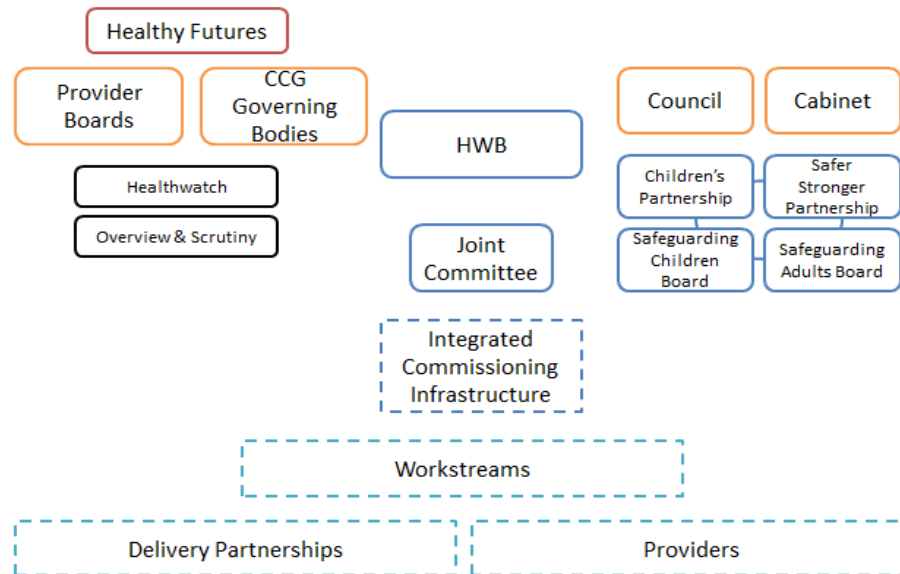 Healthy Futures
Provider
Boards
CCG
Governing
Bodies
HWB
Council
Cabinet
Healthwatch
Overview & Scrutiny
Children's
Partnership
Safer
Stronger
Partnership
Joint
Committee
Safeguarding
Children
Board
Safeguarding
Adults Board
Integrated
Commissioning
Infrastructure
Workstreams
Delivery Partnerships
Providers